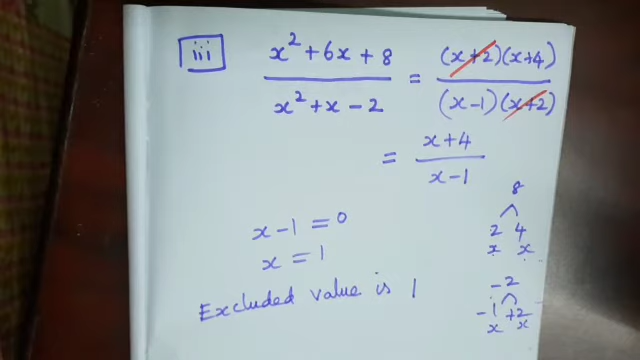 iii
x² + 6x + 8 / x² + x - 2 = (x+2)(x+4) / (x-1)(x+2)
= x+4 / x-1
x-1 = 0
x = 1
Excluded value is 1
8
2 4
x x
-2
-1 +2
x x